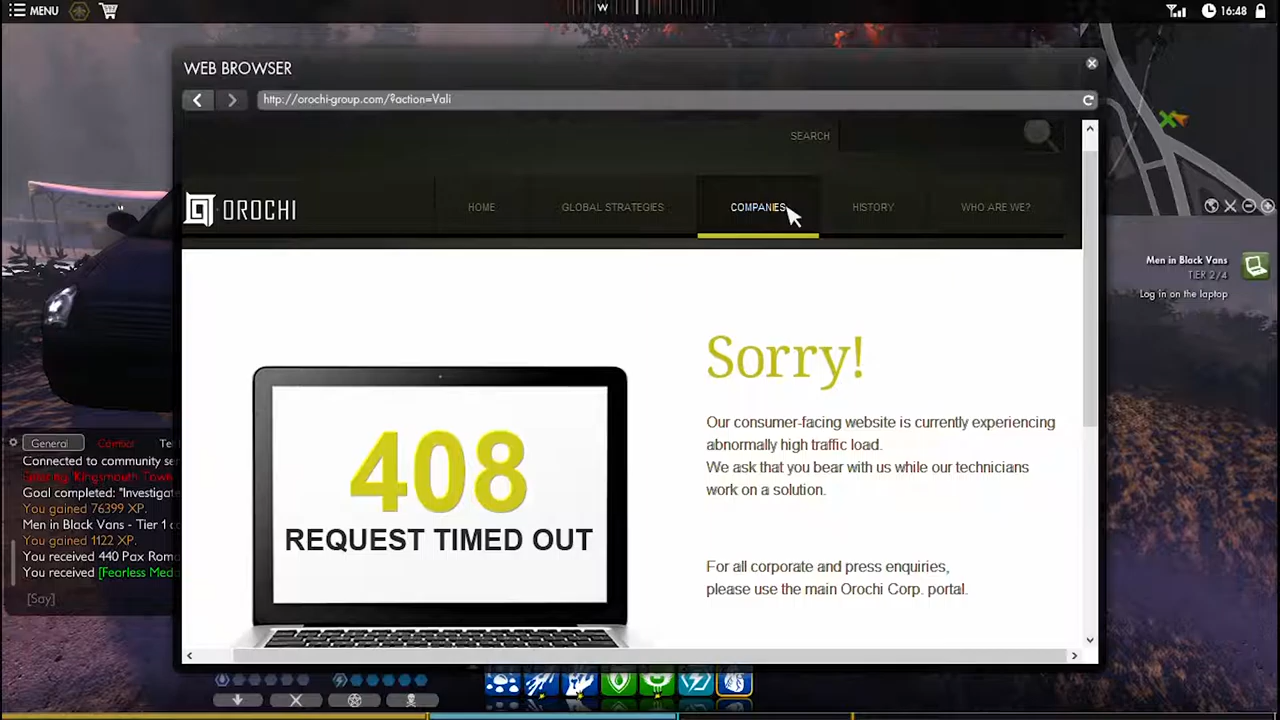 MENU
W
16:48
WEB BROWSER
http://orochi-group.com/?action=Vali
SEARCH
OROCHI
HOME
GLOBAL STRATEGIES
COMPANIES
HISTORY
WHO ARE WE?
Men in Black Vans
TIER 2/4
Log in on the laptop
Sorry!
Our consumer-facing website is currently experiencing
abnormally high traffic load.
We ask that you bear with us while our technicians
work on a solution.
For all corporate and press enquiries,
please use the main Orochi Corp. portal.
408
REQUEST TIMED OUT
General
Connected to community ser
Goal completed: "Investigate
You gained 76399 XP.
Men in Black Vans - Tier 1 c
You gained 1122 XP.
You received 440 Pax Roma
You received [Fearless Meda
[Say]